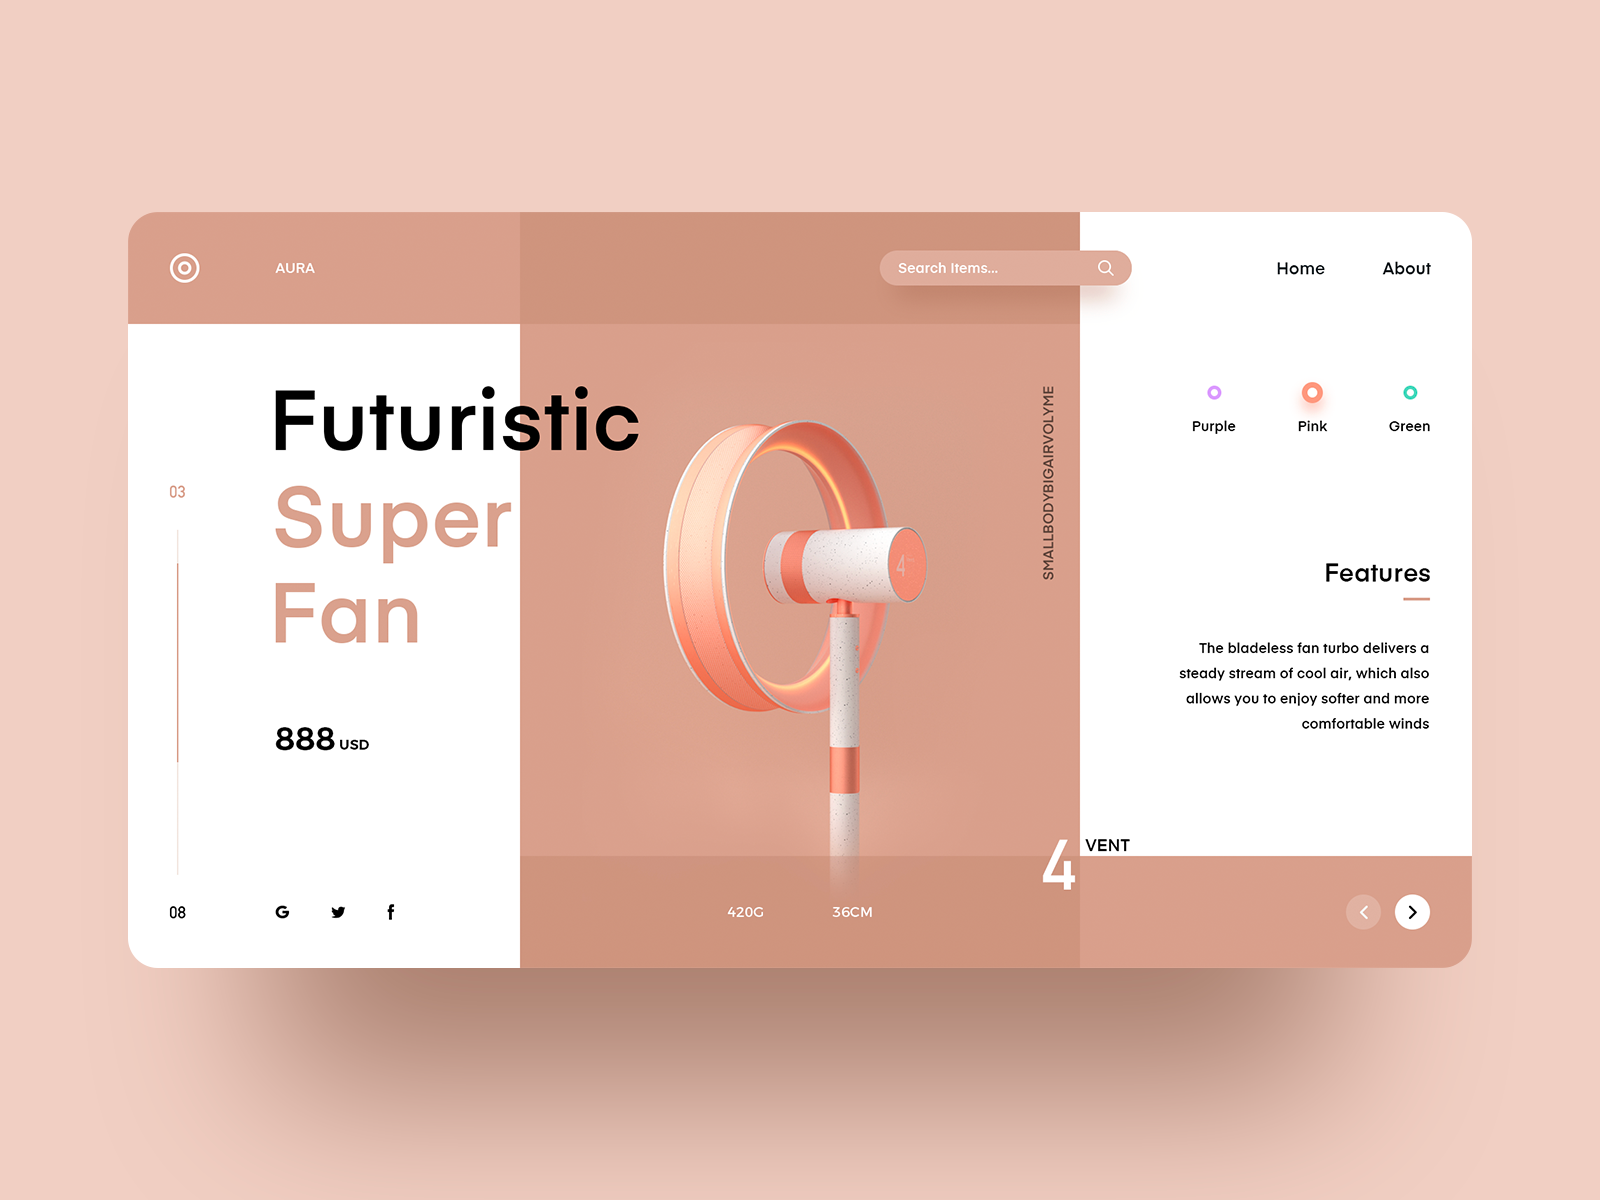 AURA
Search Items...
Home
About
Futuristic
Super
Fan
03
888 USD
08
SMALLBODYBIGAIRVOLYME
4
Purple
Pink
Green
Features
The bladeless fan turbo delivers a
steady stream of cool air, which also
allows you to enjoy softer and more
comfortable winds
4 VENT
G
f
420G
36CM